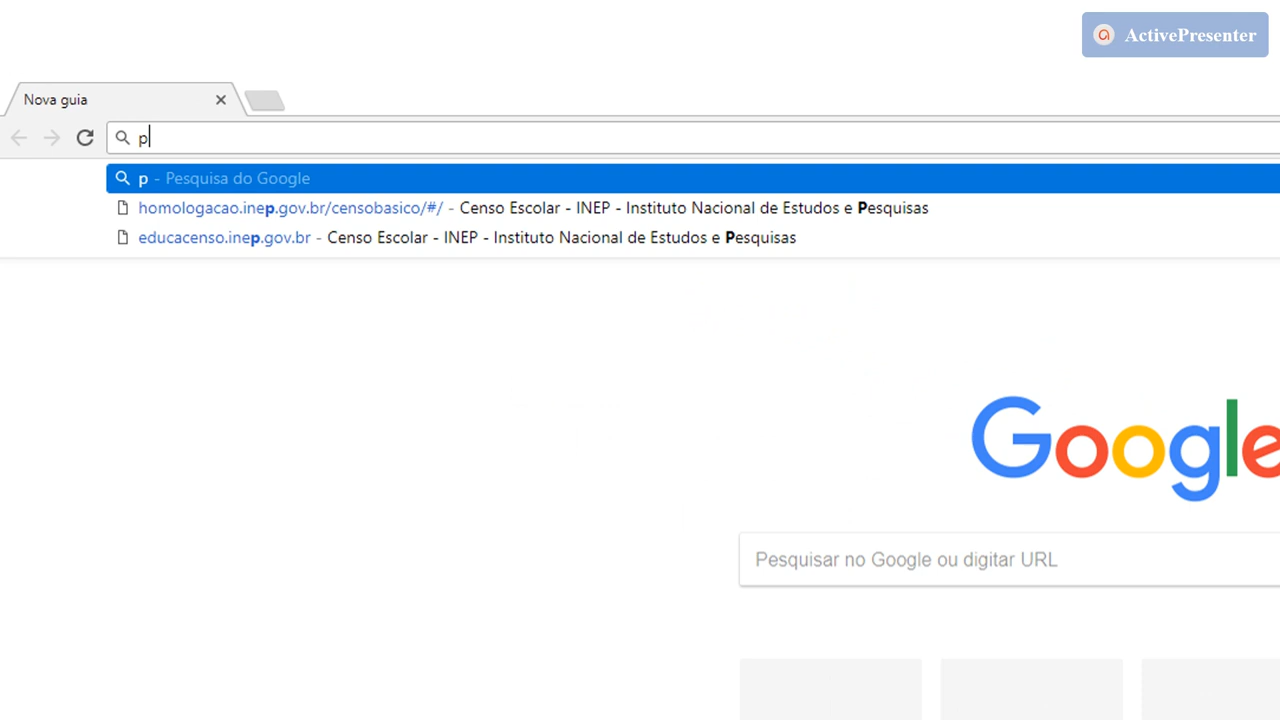 ActivePresenter
Nova guia
p
p - Pesquisa do Google
homologacao.inep.gov.br/censobasico/#/ - Censo Escolar - INEP - Instituto Nacional de Estudos e Pesquisas
educacenso.inep.gov.br - Censo Escolar - INEP - Instituto Nacional de Estudos e Pesquisas
Google
Pesquisar no Google ou digitar URL